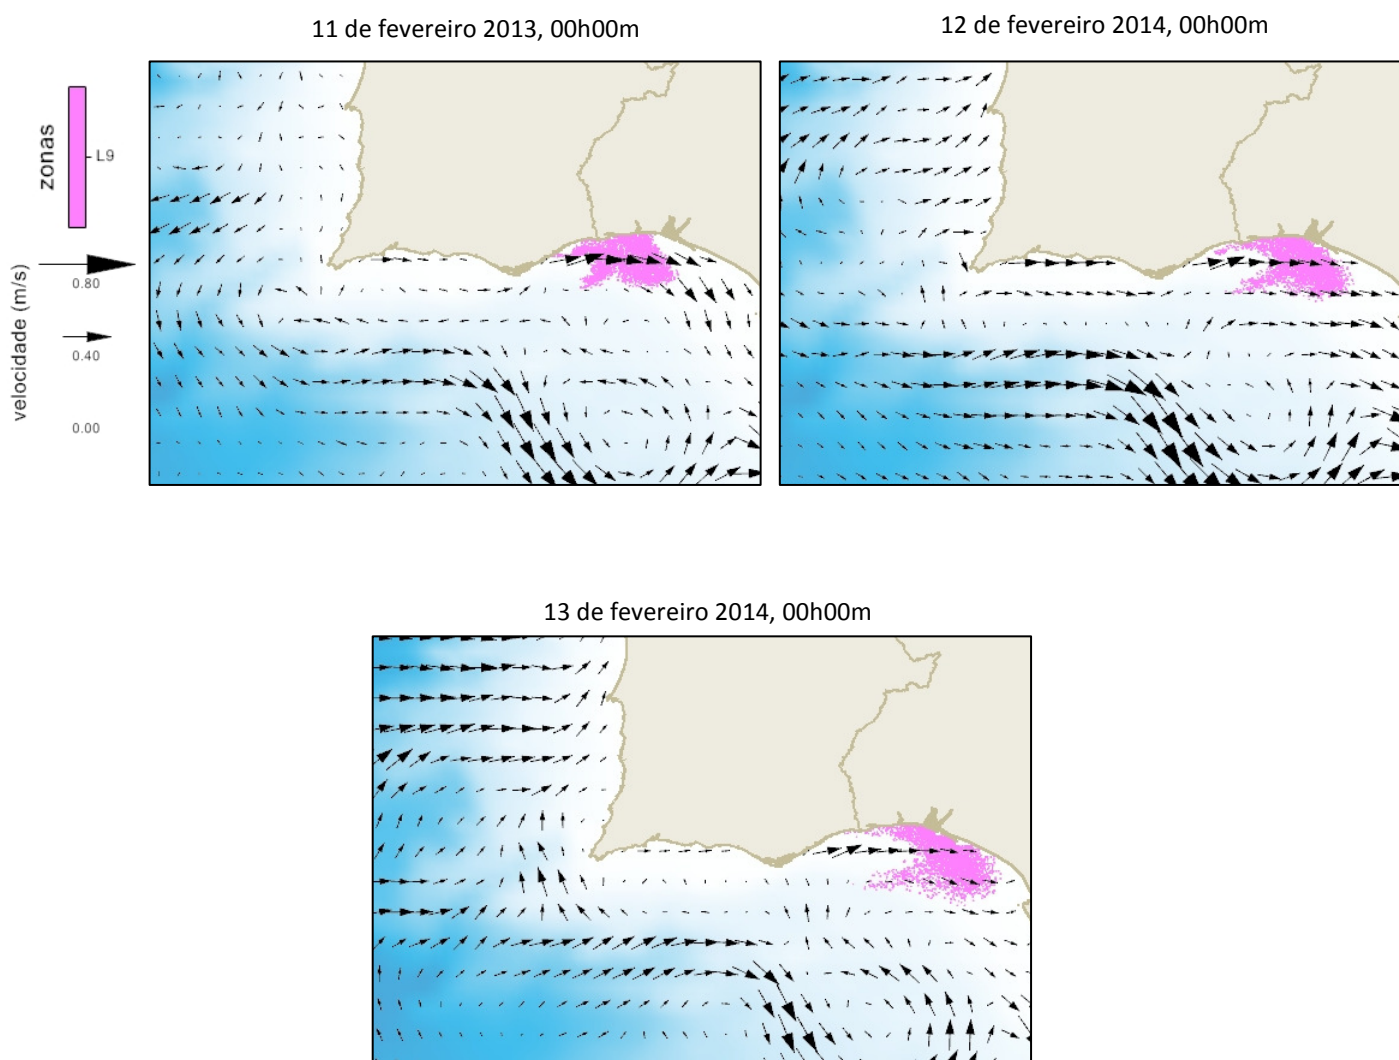 11 de fevereiro 2013, 00h00m
12 de fevereiro 2014, 00h00m
zonas
L9
velocidade (m/s)
0.80
0.40
0.00
13 de fevereiro 2014, 00h00m